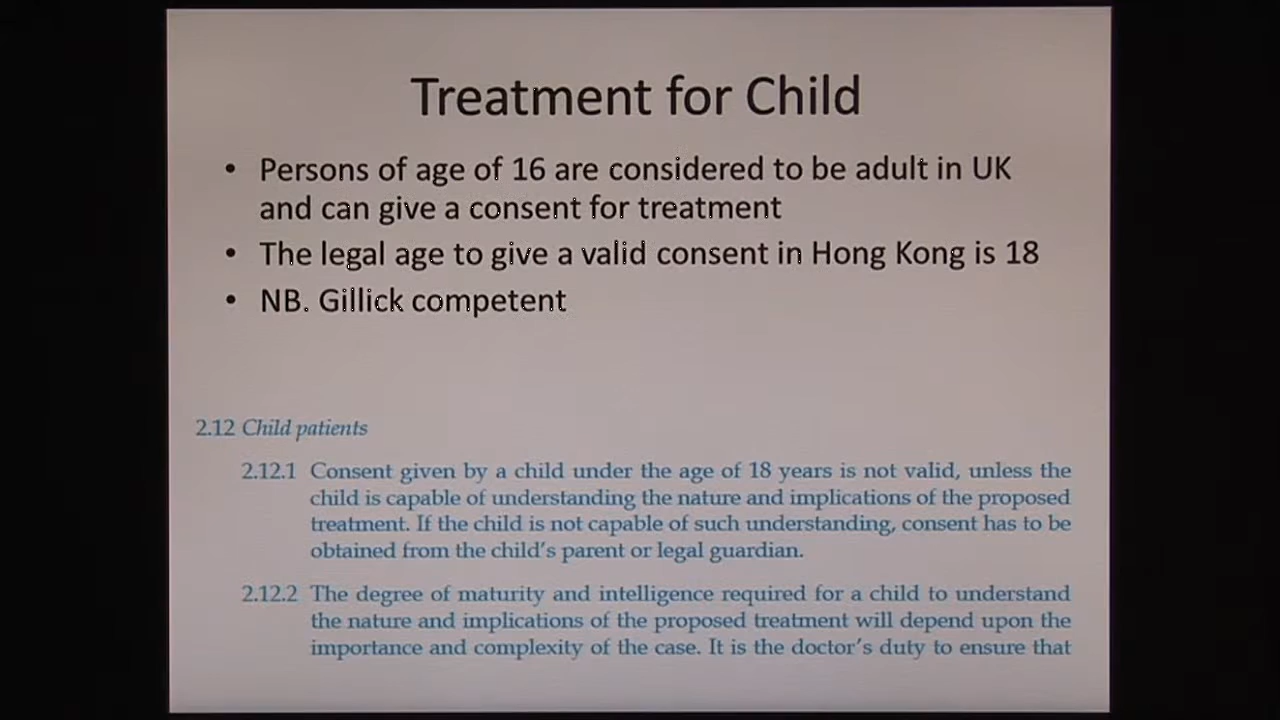 Treatment for Child
• Persons of age of 16 are considered to be adult in UK
and can give a consent for treatment
• The legal age to give a valid consent in Hong Kong is 18
• NB. Gillick competent
2.12 Child patients
2.12.1 Consent given by a child under the age of 18 years is not valid, unless the
child is capable of understanding the nature and implications of the proposed
treatment. If the child is not capable of such understanding, consent has to be
obtained from the child's parent or legal guardian.
2.12.2 The degree of maturity and intelligence required for a child to understand
the nature and implications of the proposed treatment will depend upon the
importance and complexity of the case. It is the doctor's duty to ensure that